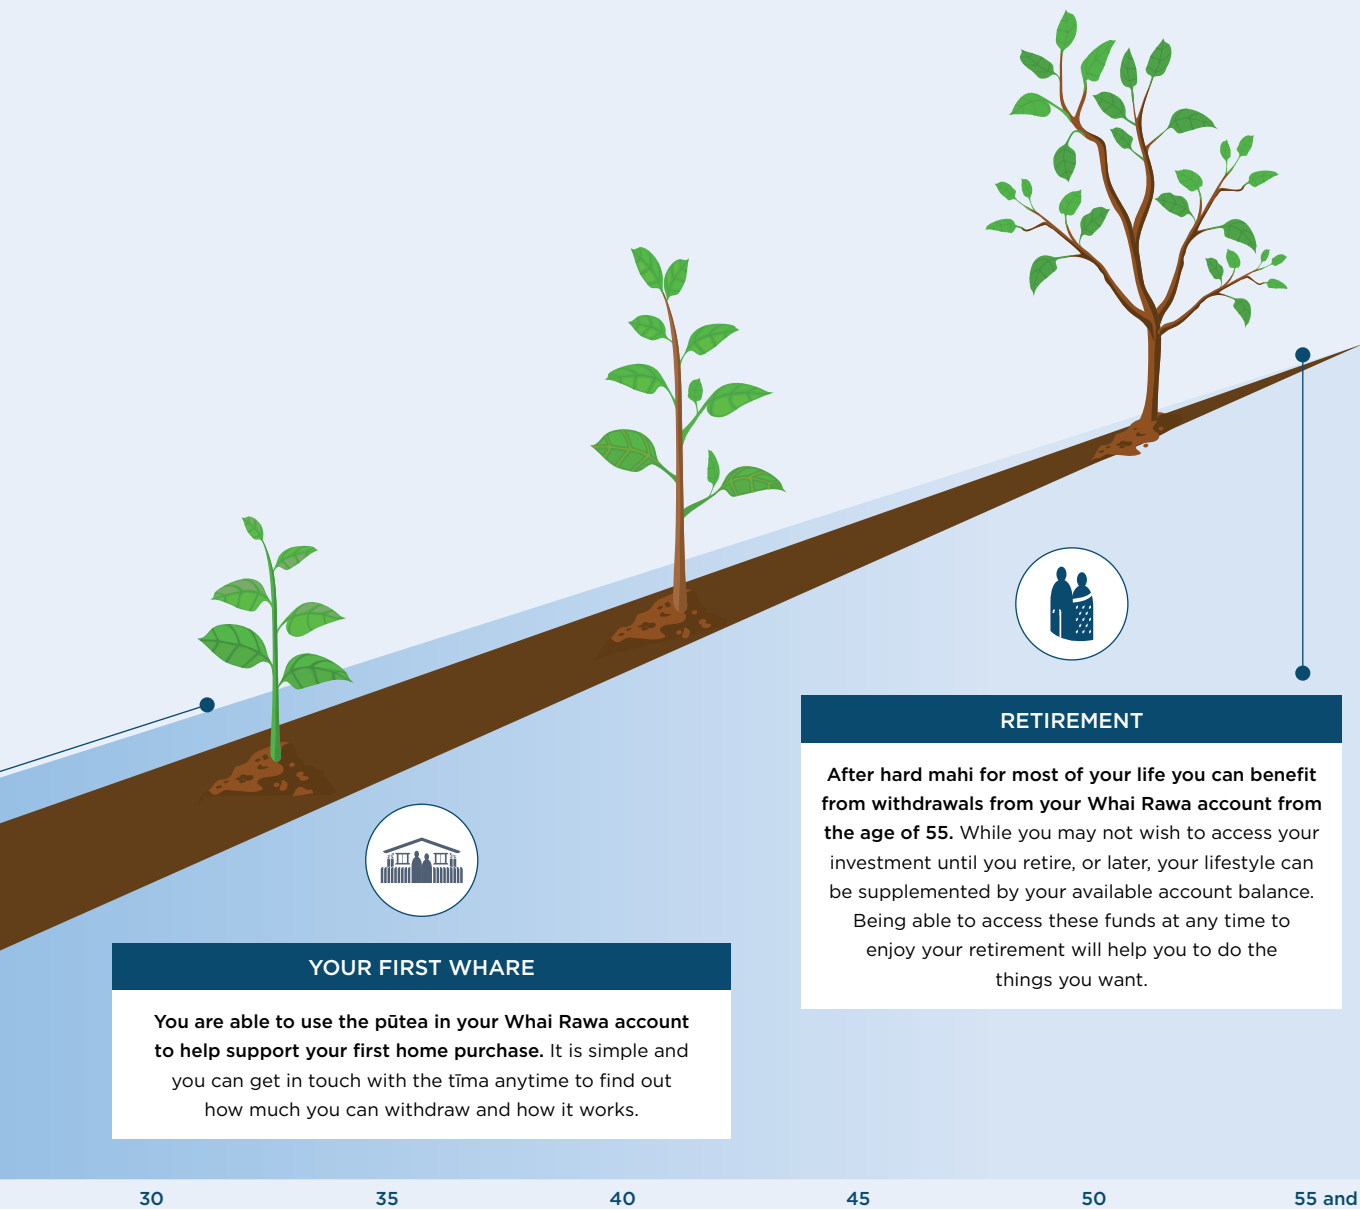 YOUR FIRST WHARE
You are able to use the pūtea in your Whai Rawa account
to help support your first home purchase. It is simple and
you can get in touch with the tīma anytime to find out
how much you can withdraw and how it works.
RETIREMENT
After hard mahi for most of your life you can benefit
from withdrawals from your Whai Rawa account from
the age of 55. While you may not wish to access your
investment until you retire, or later, your lifestyle can
be supplemented by your available account balance.
Being able to access these funds at any time to
enjoy your retirement will help you to do the
things you want.
30 35 40 45 50 55 and